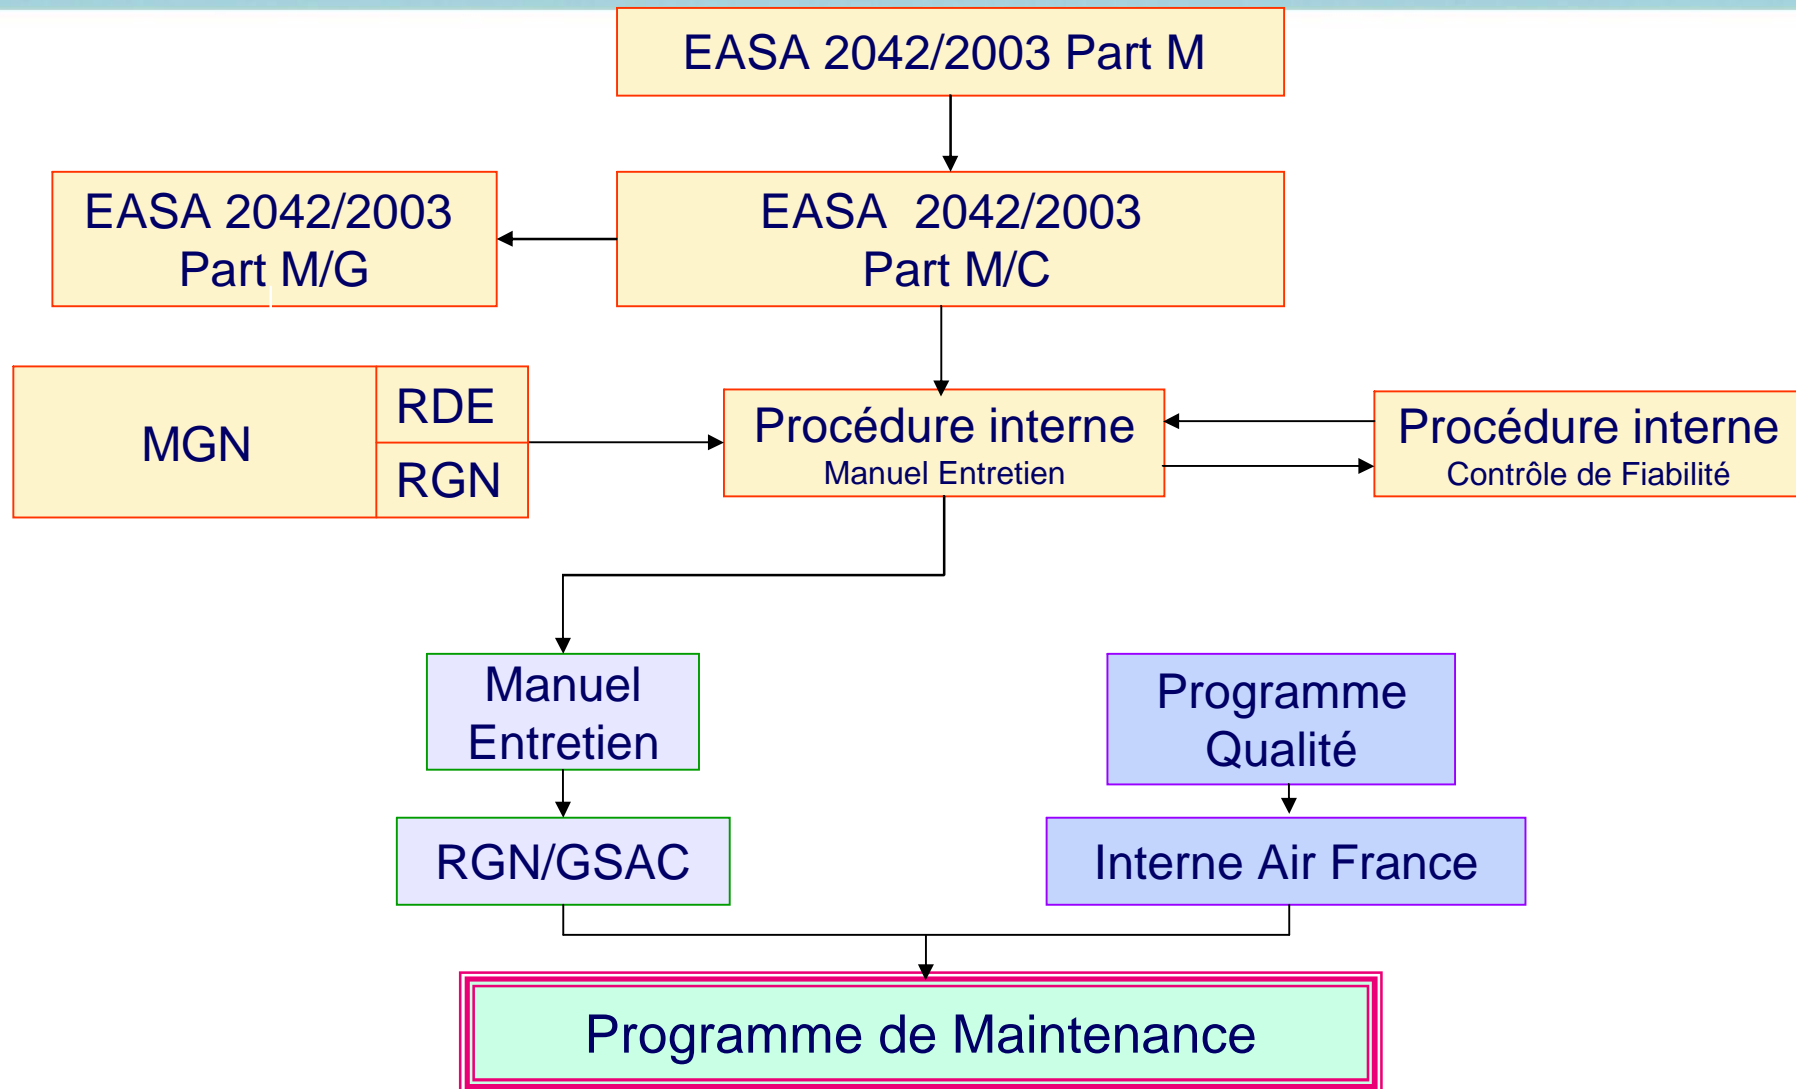 EASA 2042/2003 Part M
EASA 2042/2003
Part M/G
EASA 2042/2003
Part M/C
MGN
RDE
RGN
Procédure interne
Manuel Entretien
Procédure interne
Contrôle de Fiabilité
Manuel
Entretien
Programme
Qualité
RGN/GSAC
Interne Air France
Programme de Maintenance